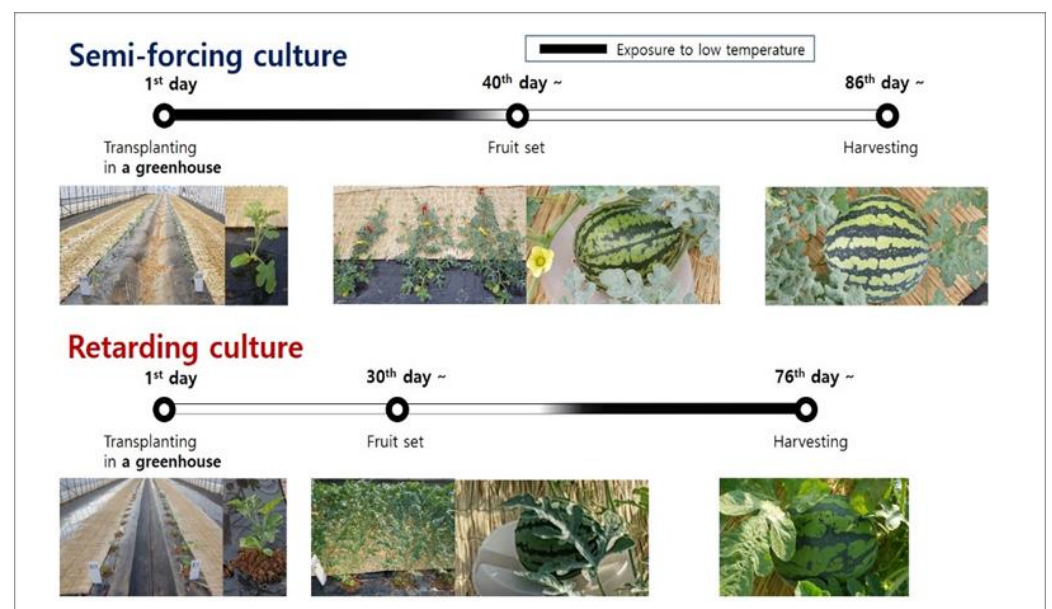 Semi-forcing culture
Exposure to low temperature
1st day
40th day ~
86th day ~
Transplanting
in a greenhouse
Fruit set
Harvesting
Retarding culture
1st day
30th day ~
76th day ~
Transplanting
in a greenhouse
Fruit set
Harvesting